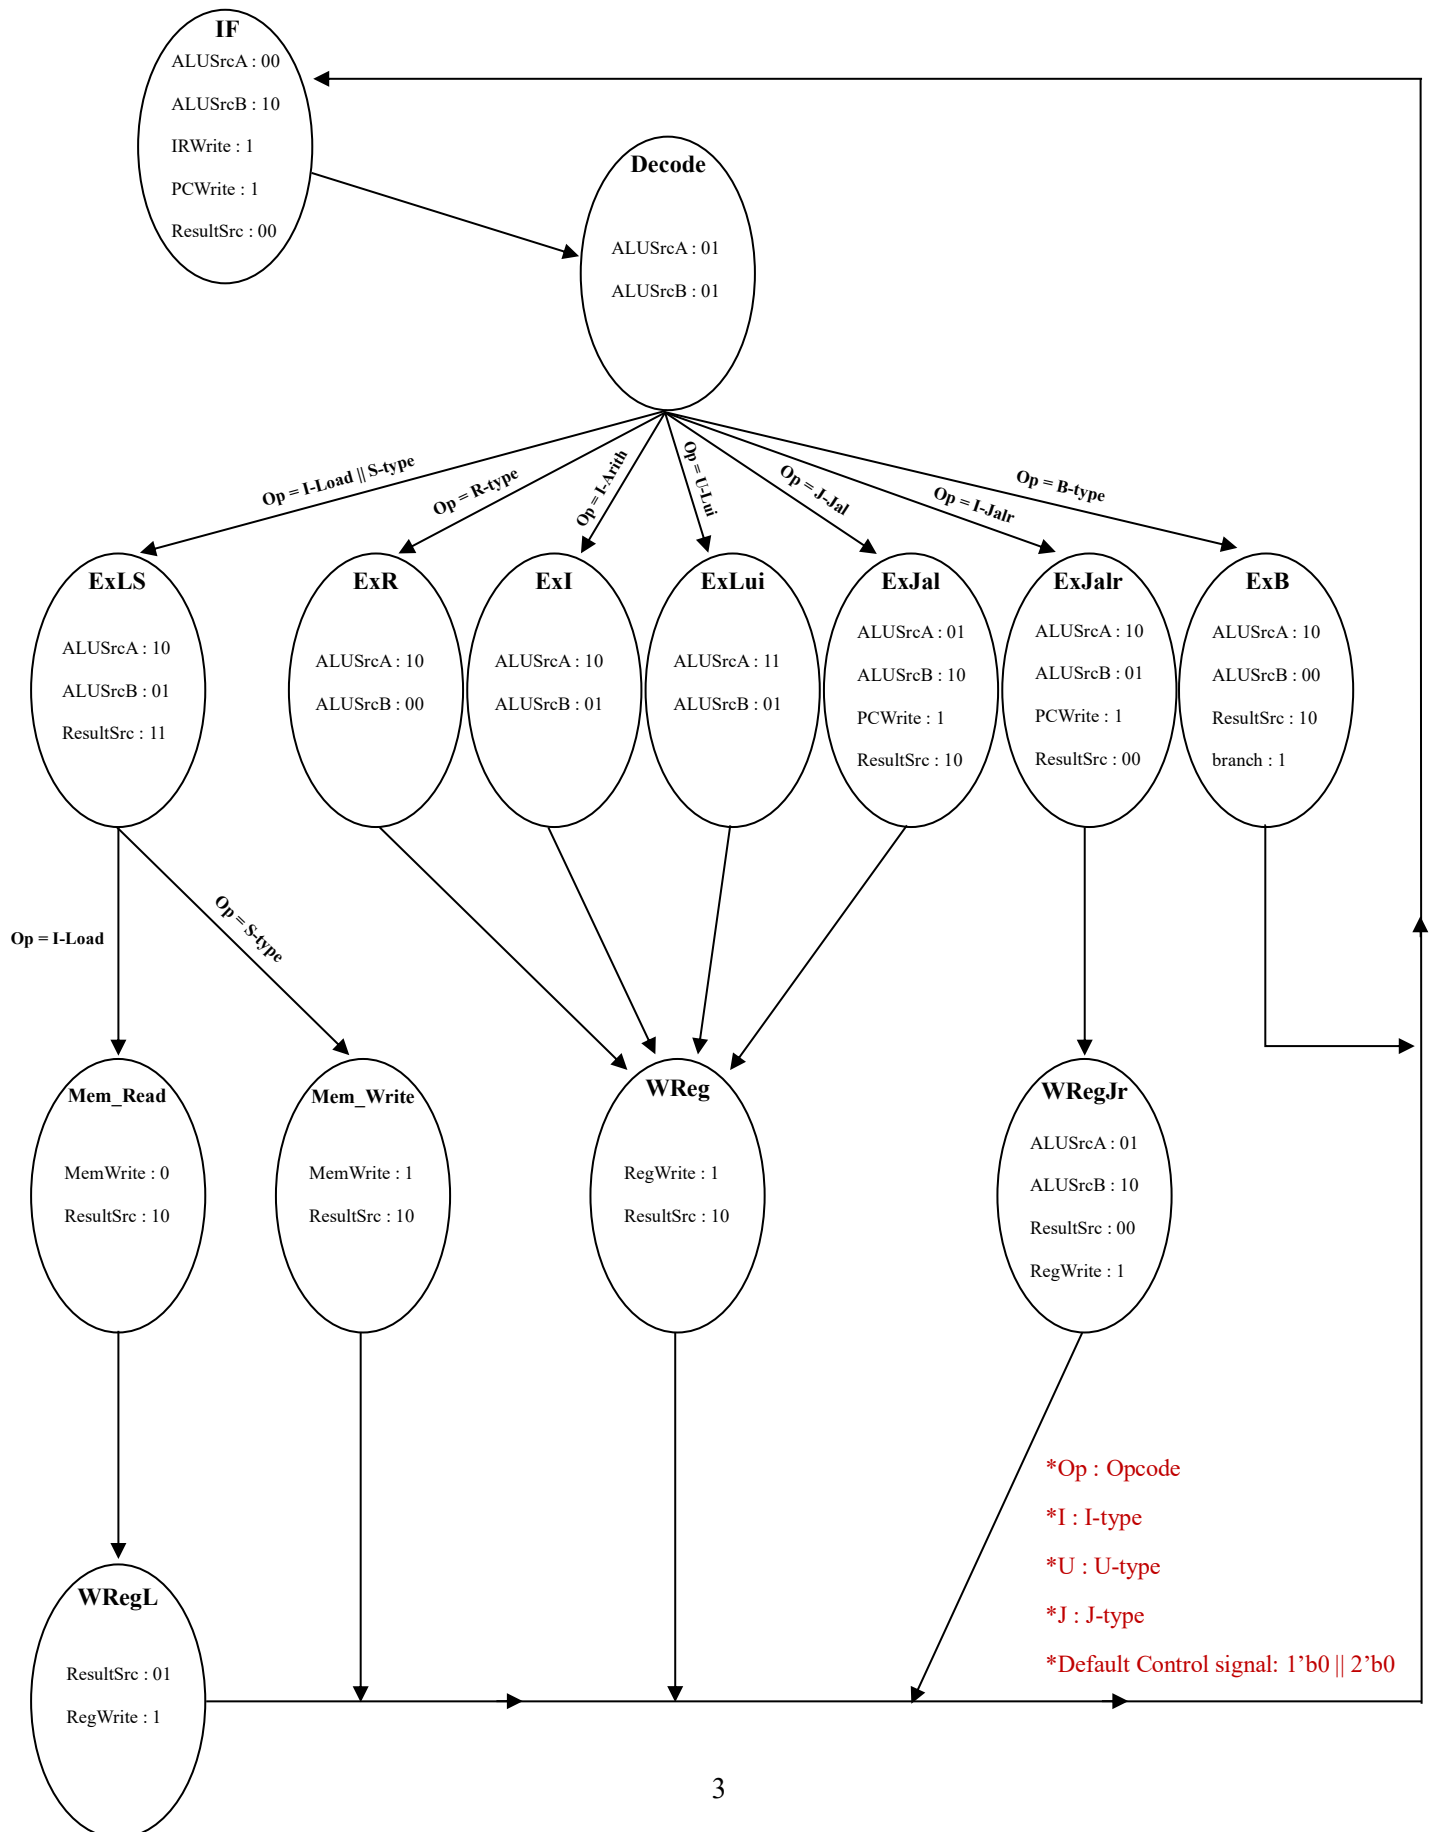 IF
ALUSrcA : 00
ALUSrcB : 10
IRWrite : 1
PCWrite : 1
ResultSrc : 00
Decode
ALUSrcA : 01
ALUSrcB : 01
Op = I-Load || S-type
Op = R-type
Op = I-Arith
Op = U-Lui
Op = J-Jal
Op = I-Jalr
Op = B-type
ExLS
ALUSrcA : 10
ALUSrcB : 01
ResultSrc : 11
ExR
ALUSrcA : 10
ALUSrcB : 00
ExI
ALUSrcA : 10
ALUSrcB : 01
ExLui
ALUSrcA : 11
ALUSrcB : 01
ExJal
ALUSrcA : 01
ALUSrcB : 10
PCWrite : 1
ResultSrc : 10
ExJalr
ALUSrcA : 10
ALUSrcB : 01
PCWrite : 1
ResultSrc : 00
ExB
ALUSrcA : 10
ALUSrcB : 00
ResultSrc : 10
branch : 1
Op = I-Load
Op = S-type
Mem_Read
MemWrite : 0
ResultSrc : 10
Mem_Write
MemWrite : 1
ResultSrc : 10
WReg
RegWrite : 1
ResultSrc : 10
WRegJr
ALUSrcA : 01
ALUSrcB : 10
ResultSrc : 00
RegWrite : 1
*Op : Opcode
*I : I-type
*U : U-type
*J : J-type
*Default Control signal: 1’b0 || 2’b0
WRegL
ResultSrc : 01
RegWrite : 1
3